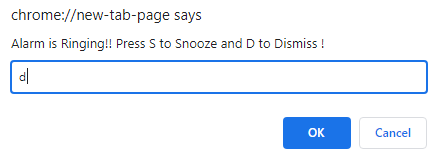 chrome://new-tab-page says
Alarm is Ringing!! Press S to Snooze and D to Dismiss !
d
OK Cancel